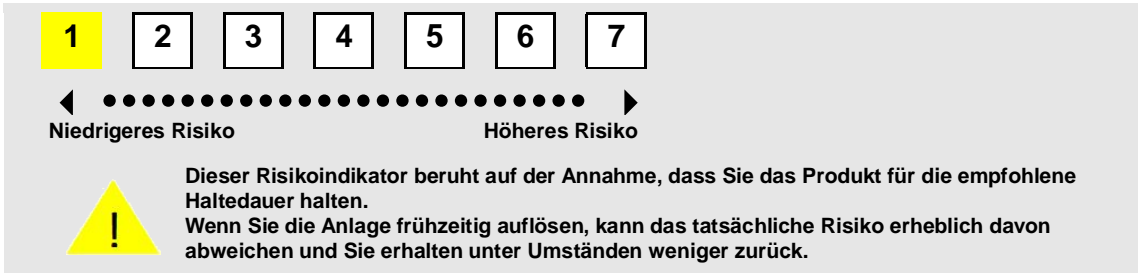 1 2 3 4 5 6 7
Niedrigeres Risiko Höheres Risiko
Dieser Risikoindikator beruht auf der Annahme, dass Sie das Produkt für die empfohlene
Haltedauer halten.
Wenn Sie die Anlage frühzeitig auflösen, kann das tatsächliche Risiko erheblich davon
abweichen und Sie erhalten unter Umständen weniger zurück.
!